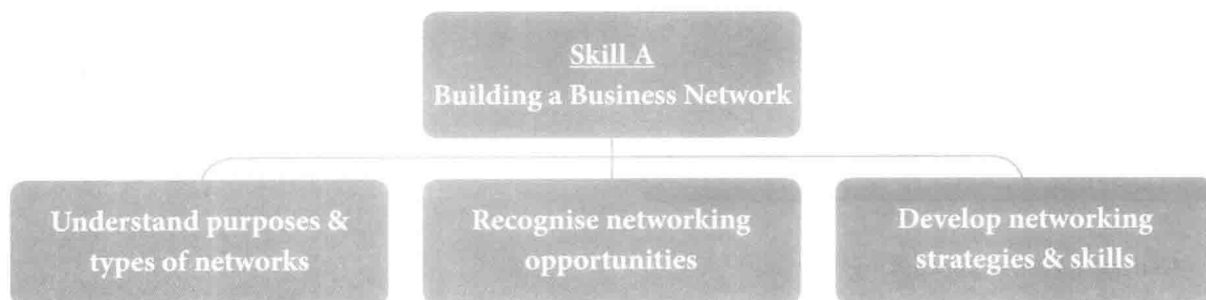 Skill A
Building a Business Network
Understand purposes &
types of networks
Recognise networking
opportunities
Develop networking
strategies & skills